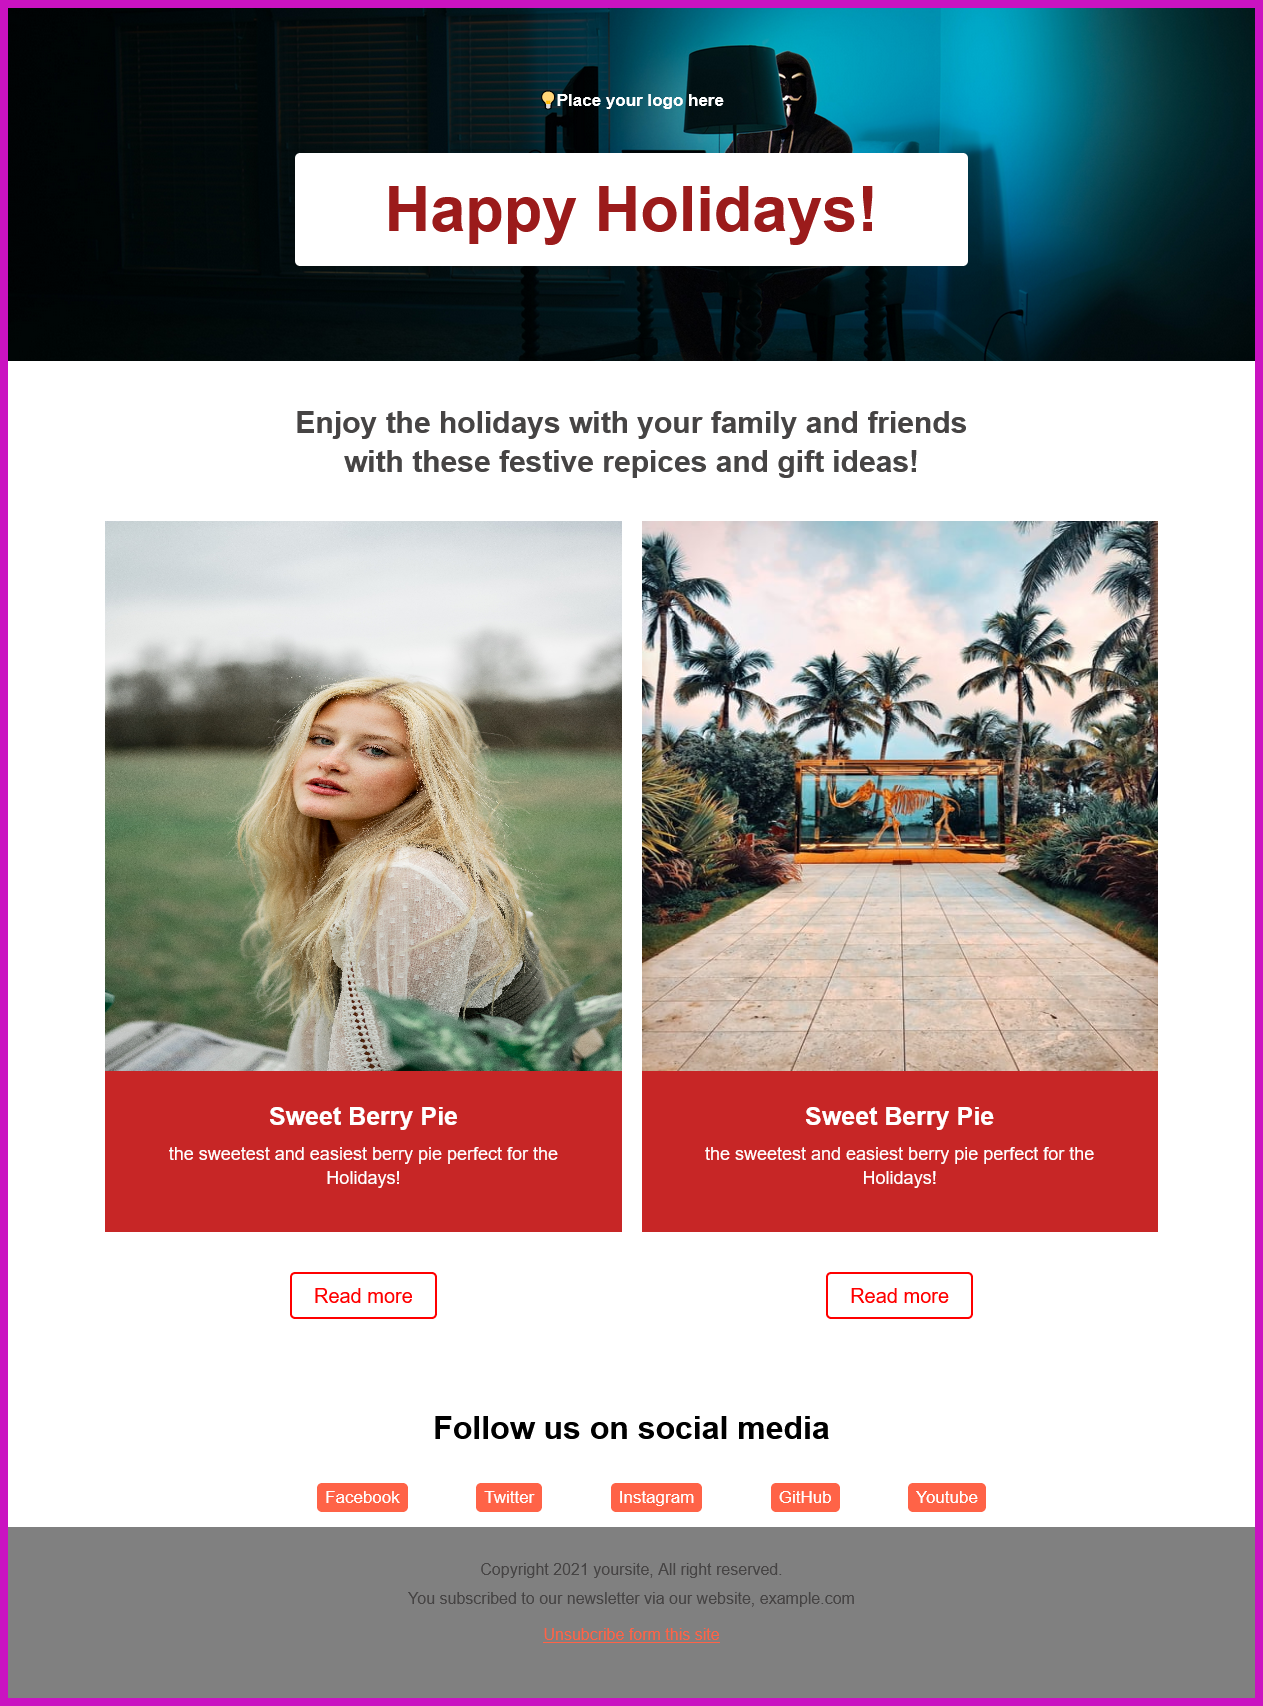 Place your logo here
Happy Holidays!
Enjoy the holidays with your family and friends
with these festive repices and gift ideas!
Sweet Berry Pie
the sweetest and easiest berry pie perfect for the
Holidays!
Sweet Berry Pie
the sweetest and easiest berry pie perfect for the
Holidays!
Read more
Read more
Follow us on social media
Facebook
Twitter
Instagram
GitHub
Youtube
Copyright 2021 yoursite, All right reserved.
You subscribed to our newsletter via our website, example.com
Unsubcribe form this site